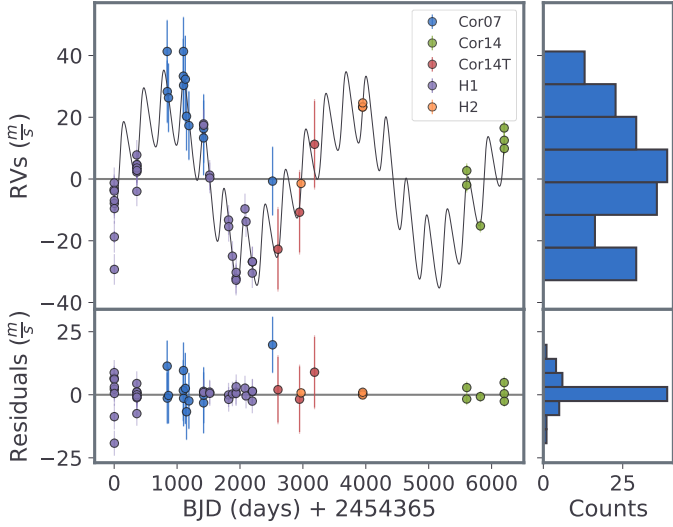 RVs (m/s)
40
20
0
−20
−40
Cor07
Cor14
Cor14T
H1
H2
Residuals (m/s)
25
0
−25
0 1000 2000 3000 4000 5000 6000
BJD (days) + 2454365
0 25
Counts